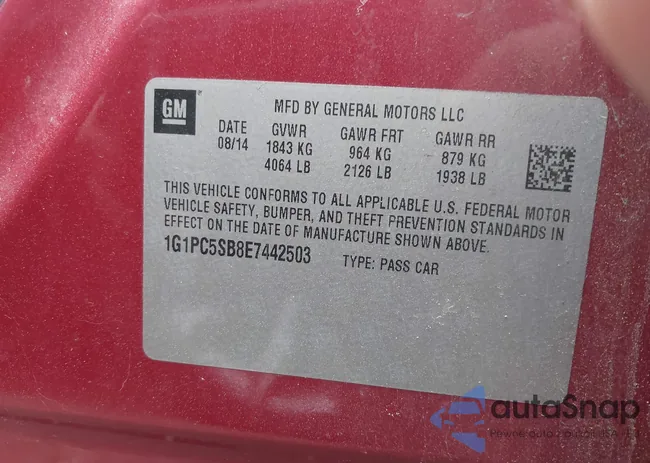 GM
MFD BY GENERAL MOTORS LLC
DATE GVWR GAWR FRT GAWR RR
08/14 1843 KG 964 KG 879 KG
4064 LB 2126 LB 1938 LB
THIS VEHICLE CONFORMS TO ALL APPLICABLE U.S. FEDERAL MOTOR
VEHICLE SAFETY, BUMPER, AND THEFT PREVENTION STANDARDS IN
EFFECT ON THE DATE OF MANUFACTURE SHOWN ABOVE.
1G1PC5SB8E7442503 TYPE: PASS CAR
autoSnap